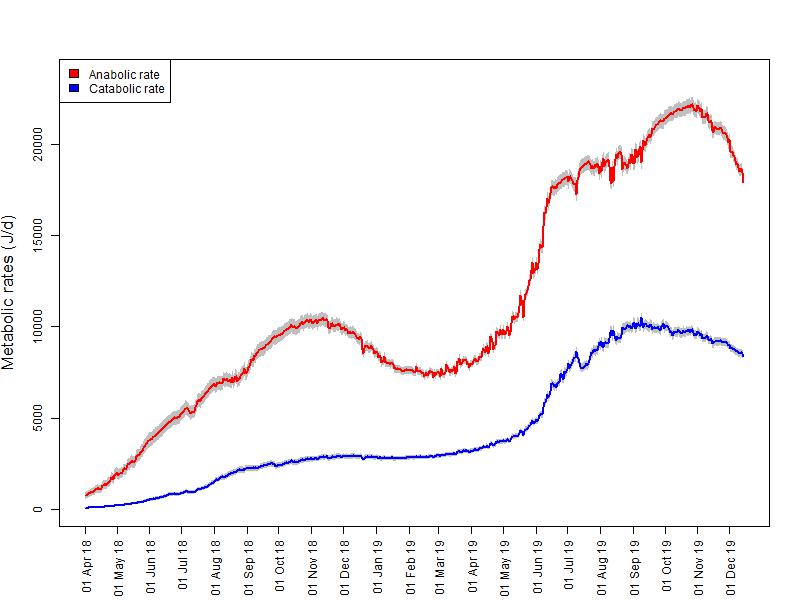 Anabolic rate
Catabolic rate
Metabolic rates (J/d)
20000
15000
10000
5000
0
01 Apr 18
01 May 18
01 Jun 18
01 Jul 18
01 Aug 18
01 Sep 18
01 Oct 18
01 Nov 18
01 Dec 18
01 Jan 19
01 Feb 19
01 Mar 19
01 Apr 19
01 May 19
01 Jun 19
01 Jul 19
01 Aug 19
01 Sep 19
01 Oct 19
01 Nov 19
01 Dec 19